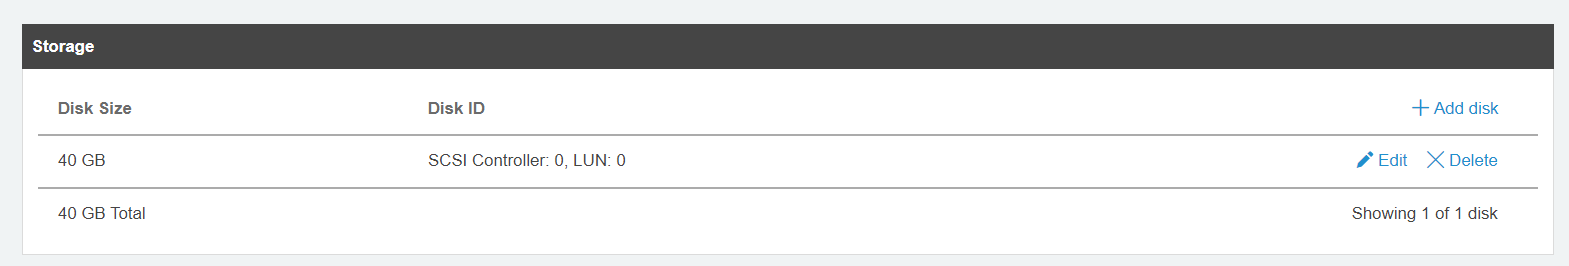 Storage
Disk Size Disk ID Add disk
40 GB SCSI Controller: 0, LUN: 0 Edit Delete
40 GB Total Showing 1 of 1 disk